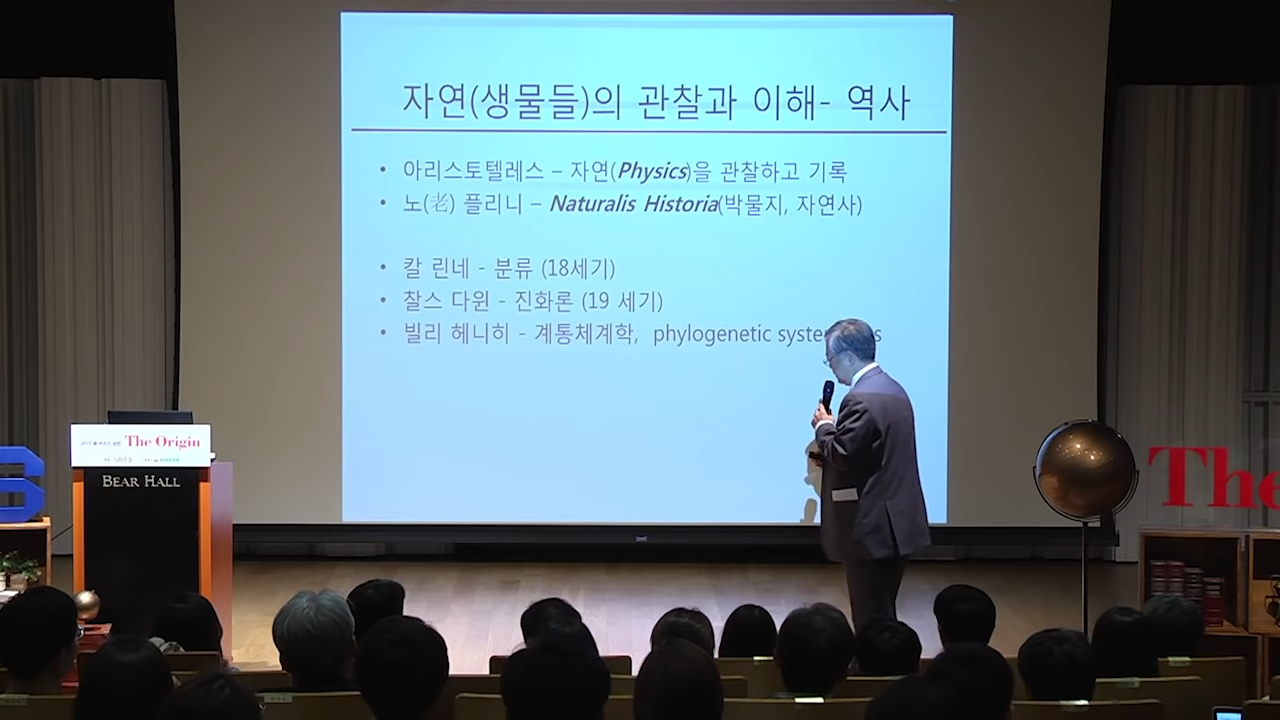 자연(생물들)의 관찰과 이해- 역사
• 아리스토텔레스 – 자연(Physics)을 관찰하고 기록
• 노(老) 플리니 – Naturalis Historia(박물지, 자연사)
• 칼 린네 - 분류 (18세기)
• 찰스 다윈 - 진화론 (19 세기)
• 빌리 헤니히 - 계통체계학, phylogenetic syste s
The Origin
BEAR HALL
S
The